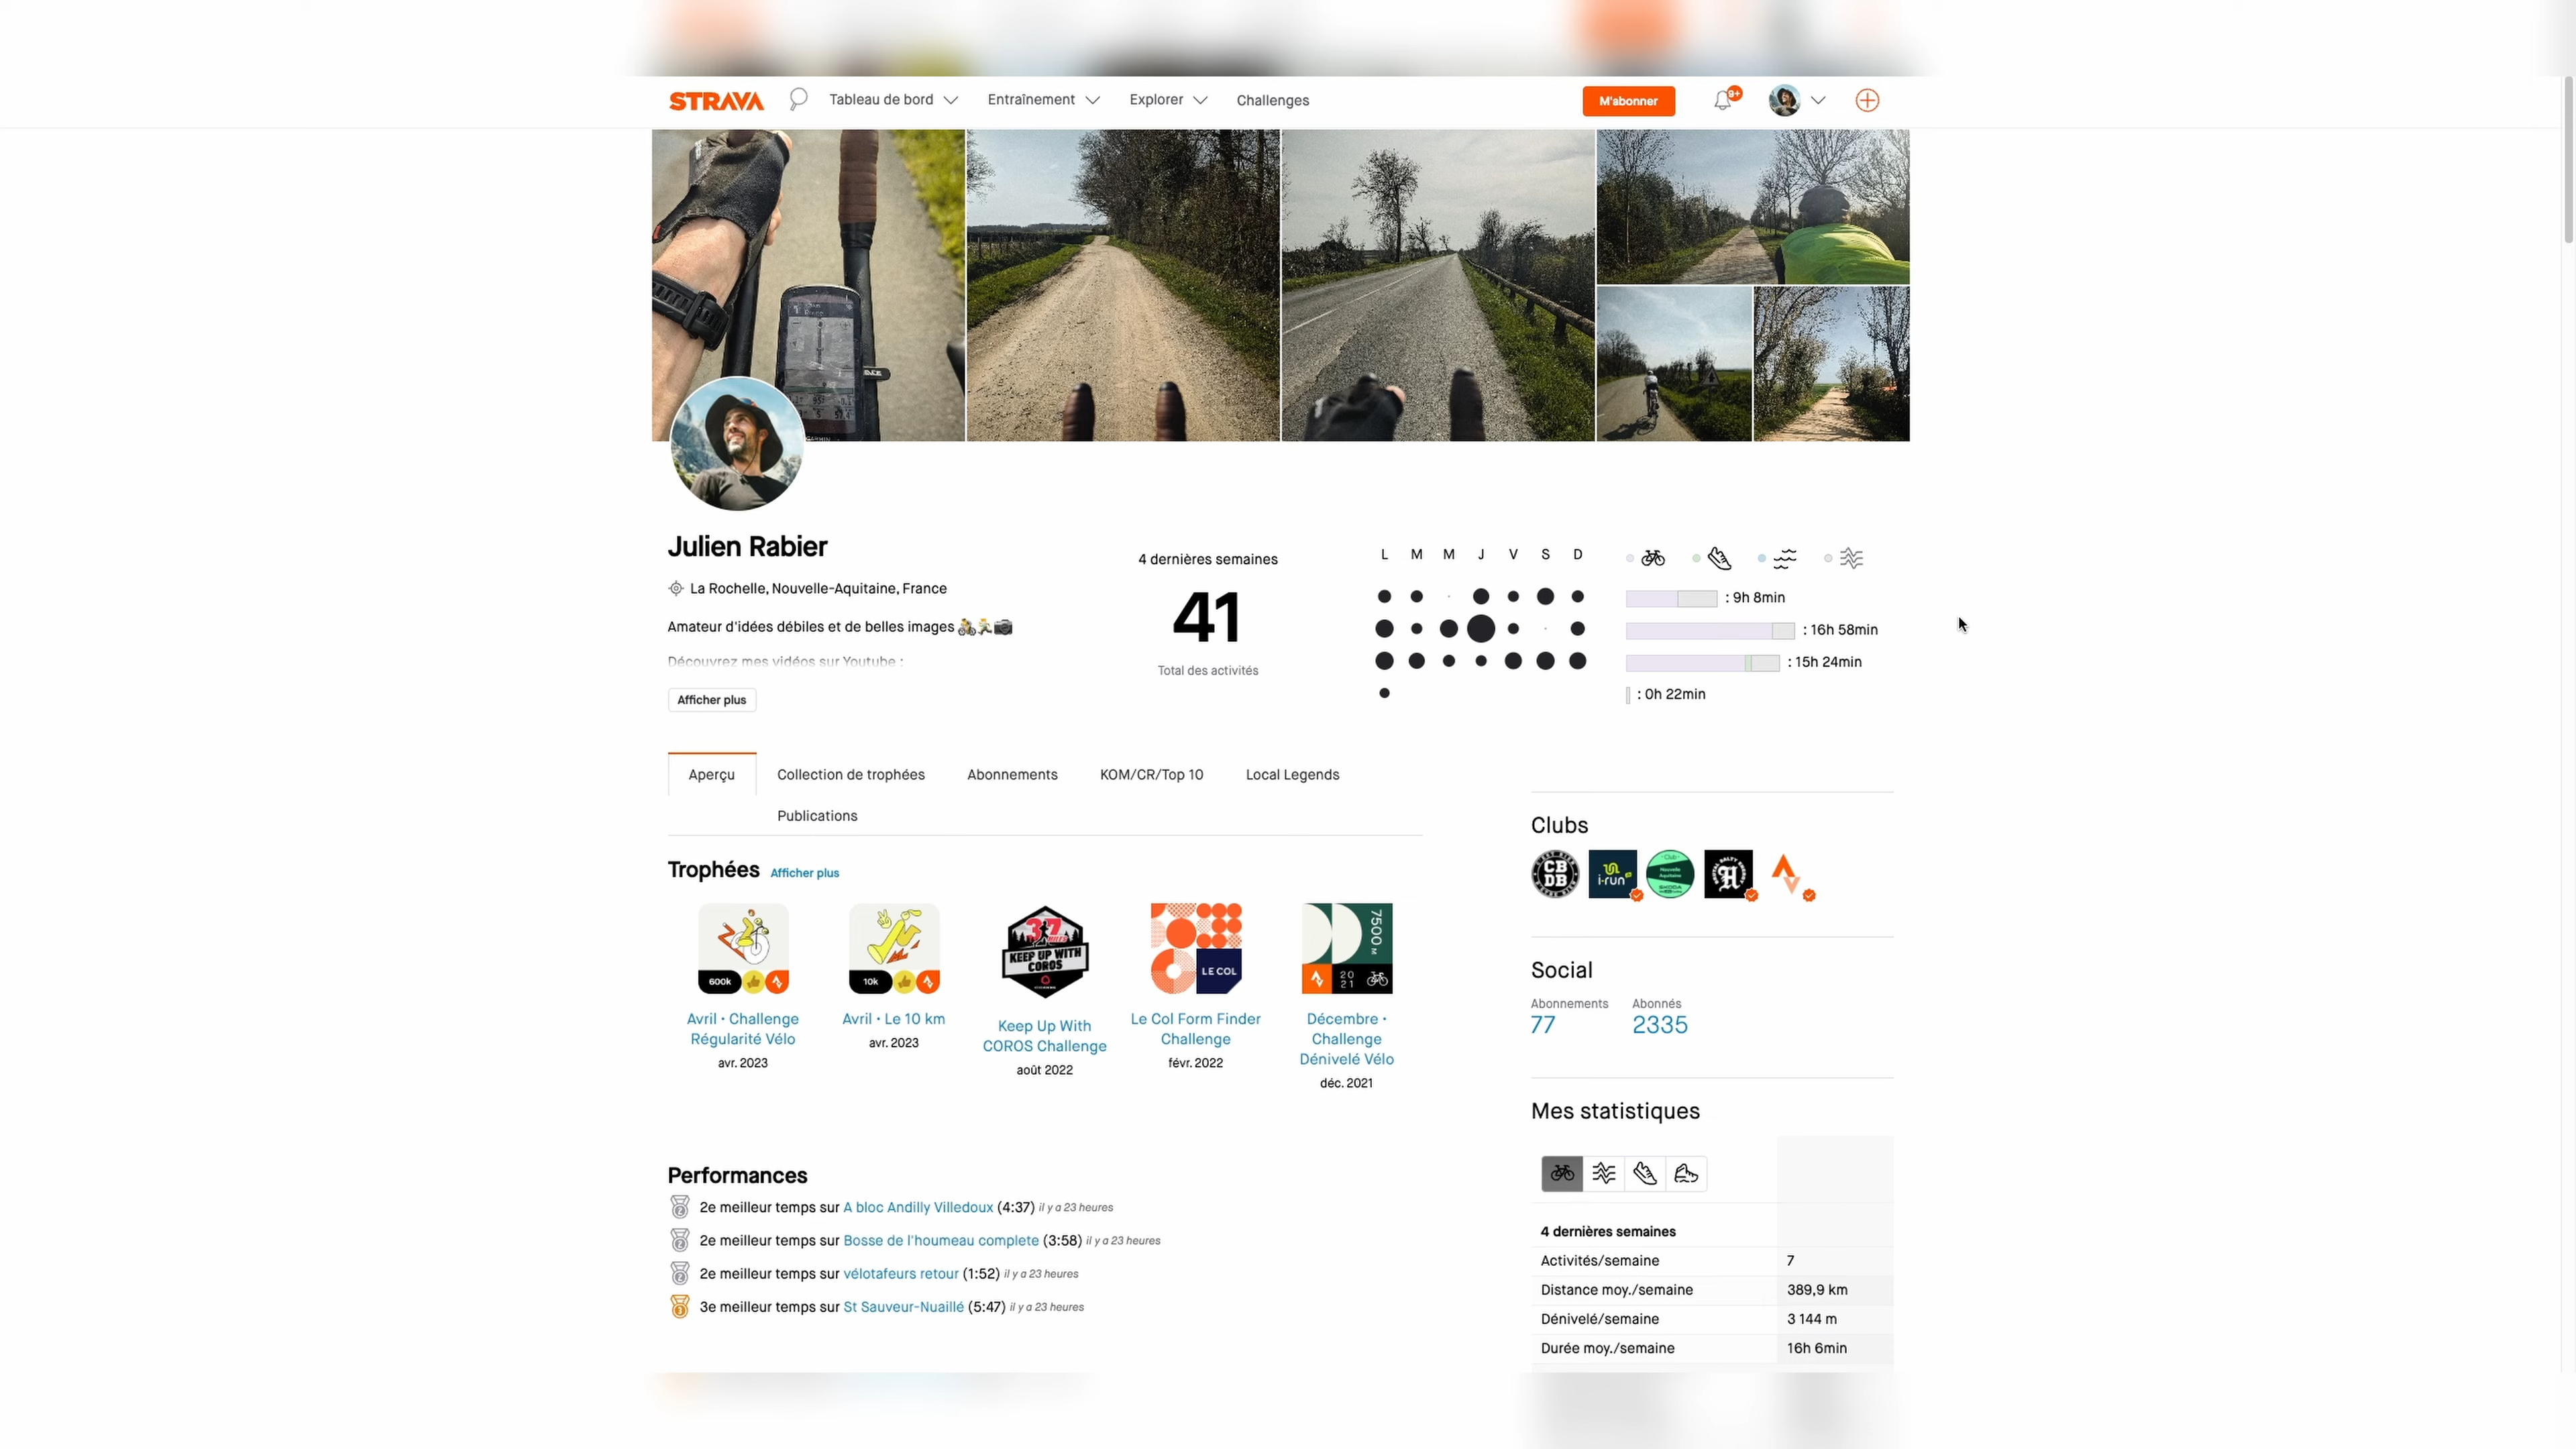 STRAVA
Tableau de bord
Entraînement
Explorer
Challenges
M'abonner
9+
GARMIN
Julien Rabier
La Rochelle, Nouvelle-Aquitaine, France
Amateur d'idées débiles et de belles images
Découvrez mes vidéos sur Youtube :
Afficher plus
4 dernières semaines
41
Total des activités
L M M J V S D
: 9h 8min
: 16h 58min
: 15h 24min
: 0h 22min
Aperçu
Collection de trophées
Abonnements
KOM/CR/Top 10
Local Legends
Publications
Trophées Afficher plus
600k
Avril • Challenge
Régularité Vélo
avr. 2023
10k
Avril • Le 10 km
avr. 2023
37
KEEP UP WITH
COROS
Keep Up With
COROS Challenge
août 2022
LE COL
Le Col Form Finder
Challenge
févr. 2022
7500 M
20
21
Décembre •
Challenge
Dénivelé Vélo
déc. 2021
Performances
2e meilleur temps sur A bloc Andilly Villedoux (4:37) il y a 23 heures
2e meilleur temps sur Bosse de l'houmeau complete (3:58) il y a 23 heures
2e meilleur temps sur vélotafeurs retour (1:52) il y a 23 heures
3e meilleur temps sur St Sauveur-Nuaillé (5:47) il y a 23 heures
Clubs
CB
DB
i-run
Club
Nouvelle
Aquitaine
ŠKODA
Social
Abonnements
77
Abonnés
2335
Mes statistiques
4 dernières semaines
Activités/semaine 7
Distance moy./semaine 389,9 km
Dénivelé/semaine 3 144 m
Durée moy./semaine 16h 6min